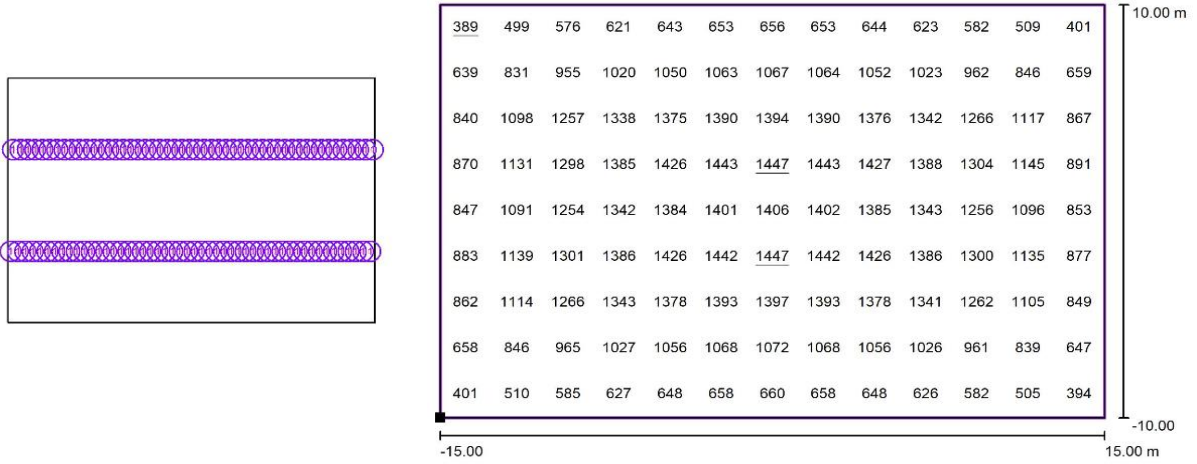 10.00 m
389 499 576 621 643 653 656 653 644 623 582 509 401
639 831 955 1020 1050 1063 1067 1064 1052 1023 962 846 659
840 1098 1257 1338 1375 1390 1394 1390 1376 1342 1266 1117 867
870 1131 1298 1385 1426 1443 1447 1443 1427 1388 1304 1145 891
847 1091 1254 1342 1384 1401 1406 1402 1385 1343 1256 1096 853
883 1139 1301 1386 1426 1442 1447 1442 1426 1386 1300 1135 877
862 1114 1266 1343 1378 1393 1397 1393 1378 1341 1262 1105 849
658 846 965 1027 1056 1068 1072 1068 1056 1026 961 839 647
401 510 585 627 648 658 660 658 648 626 582 505 394
-10.00
-15.00 15.00 m